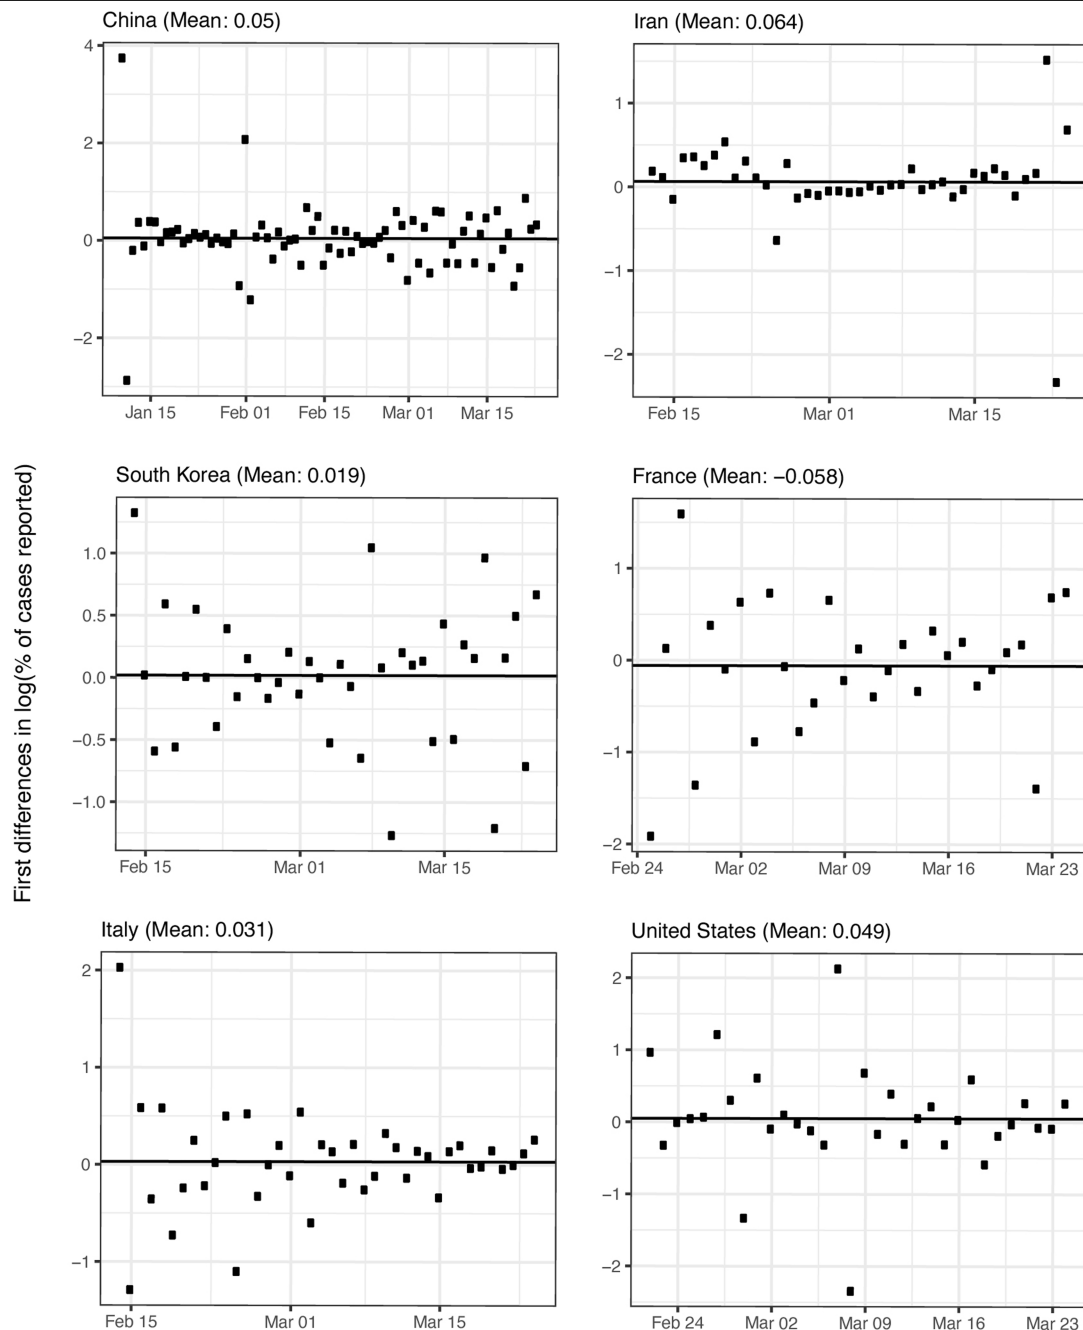 China (Mean: 0.05)
4
2
0
−2
Jan 15 Feb 01 Feb 15 Mar 01 Mar 15
Iran (Mean: 0.064)
1
0
−1
−2
Feb 15 Mar 01 Mar 15
First differences in log(% of cases reported)
South Korea (Mean: 0.019)
1.0
0.5
0.0
−0.5
−1.0
Feb 15 Mar 01 Mar 15
France (Mean: −0.058)
1
0
−1
−2
Feb 24 Mar 02 Mar 09 Mar 16 Mar 23
Italy (Mean: 0.031)
2
1
0
−1
Feb 15 Mar 01 Mar 15
United States (Mean: 0.049)
2
1
0
−1
−2
Feb 24 Mar 02 Mar 09 Mar 16 Mar 23